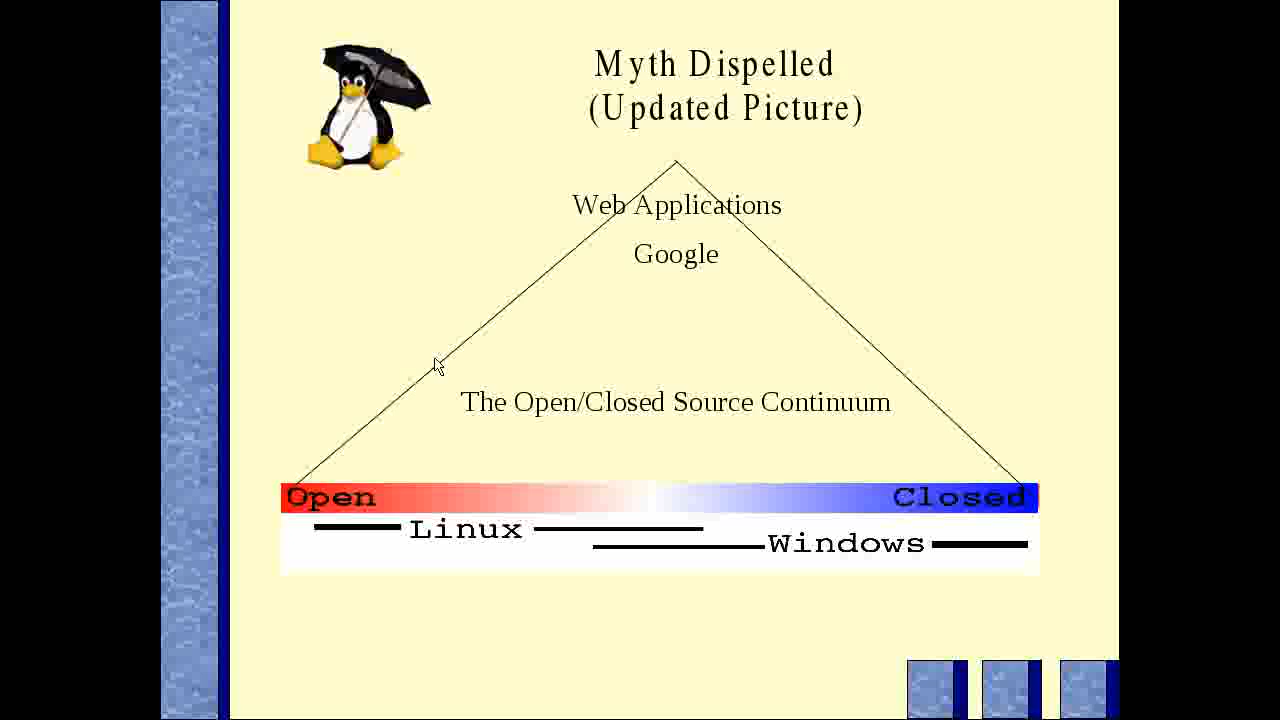 Myth Dispelled
(Updated Picture)
Web Applications
Google
The Open/Closed Source Continuum
Open Closed
Linux
Windows